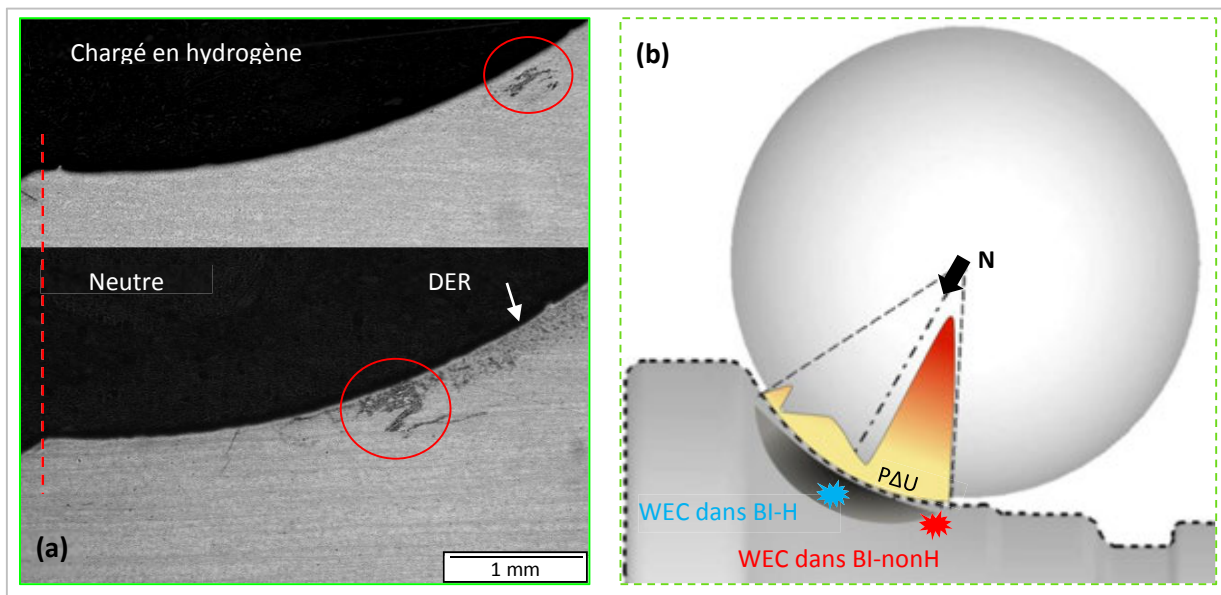 Chargé en hydrogène
Neutre
DER
(a)
1 mm
(b)
N
PΔU
WEC dans BI-H
WEC dans BI-nonH